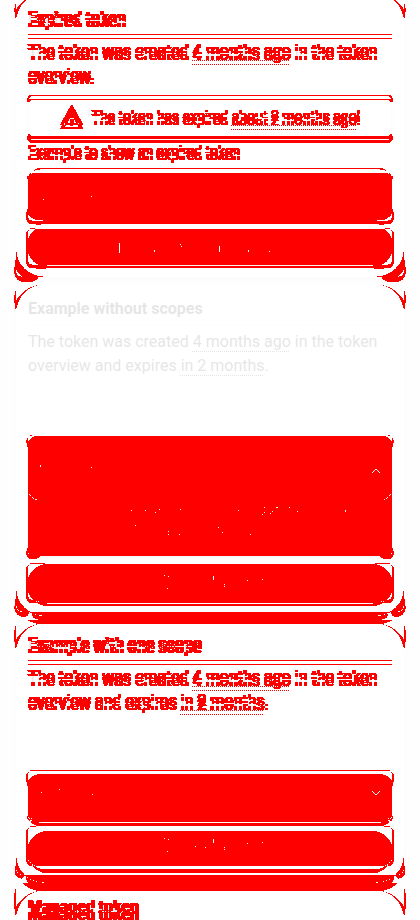 Expired token
The token was created 4 months ago in the token
overview.
The token has expired about 2 months ago!
Example to show an expired token
Example without scopes
The token was created 4 months ago in the token
overview and expires in 2 months.
Example with one scope
The token was created 4 months ago in the token
overview and expires in 2 months.
Managed token